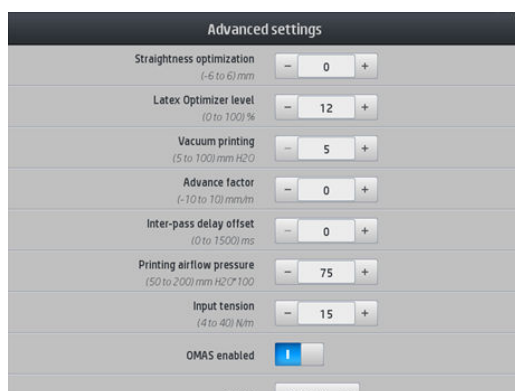 Advanced settings
Straightness optimization
(-6 to 6) mm
− 0 +
Latex Optimizer level
(0 to 100) %
− 12 +
Vacuum printing
(5 to 100) mm H2O
− 5 +
Advance factor
(-10 to 10) mm/m
− 0 +
Inter-pass delay offset
(0 to 1500) ms
− 0 +
Printing airflow pressure
(50 to 200) mm H2O*100
− 75 +
Input tension
(4 to 40) N/m
− 15 +
OMAS enabled
I